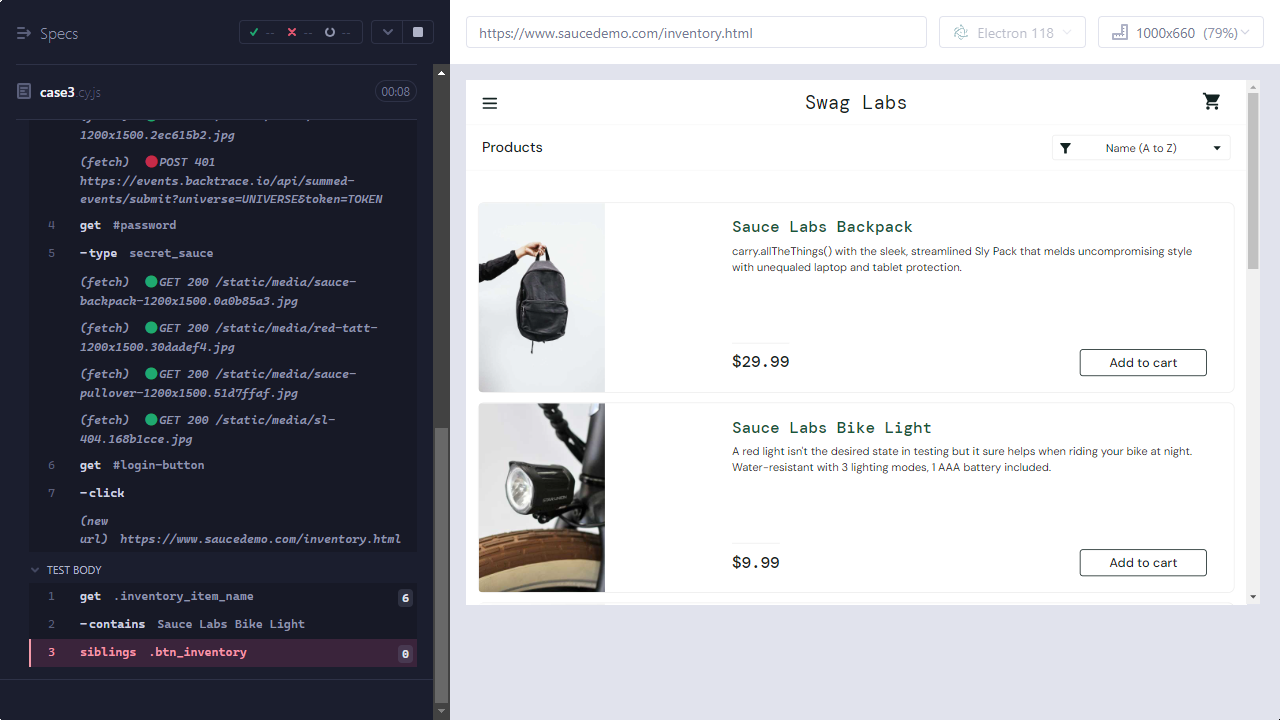 Specs
-- -- --
case3.cy.js
00:08
1200x1500.2ec615b2.jpg
(fetch) POST 401
https://events.backtrace.io/api/summed-
events/submit?universe=UNIVERSE&token=TOKEN
4 get #password
5 -type secret_sauce
(fetch) GET 200 /static/media/sauce-
backpack-1200x1500.0a0b85a3.jpg
(fetch) GET 200 /static/media/red-tatt-
1200x1500.30dadef4.jpg
(fetch) GET 200 /static/media/sauce-
pullover-1200x1500.51d7ffaf.jpg
(fetch) GET 200 /static/media/sl-
404.168b1cce.jpg
6 get #login-button
7 -click
(new
url) https://www.saucedemo.com/inventory.html
TEST BODY
1 get .inventory_item_name 6
2 -contains Sauce Labs Bike Light
3 siblings .btn_inventory 0
https://www.saucedemo.com/inventory.html
Electron 118
1000x660 (79%)
Swag Labs
Products
Name (A to Z)
Sauce Labs Backpack
carry.allTheThings() with the sleek, streamlined Sly Pack that melds uncompromising style
with unequaled laptop and tablet protection.
$29.99
Add to cart
Sauce Labs Bike Light
A red light isn't the desired state in testing but it sure helps when riding your bike at night.
Water-resistant with 3 lighting modes, 1 AAA battery included.
$9.99
Add to cart